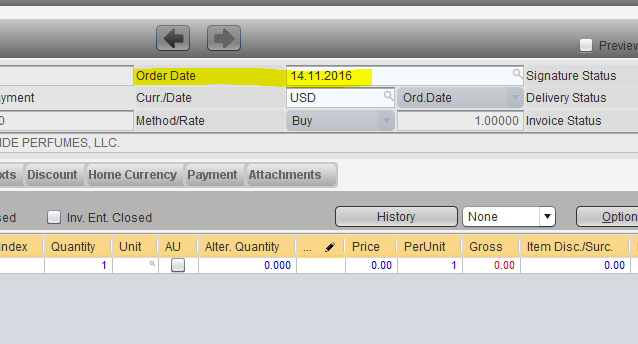 Preview
Order Date 14.11.2016 Signature Status
yment Curr./Date USD Ord.Date Delivery Status
0 Method/Rate Buy 1.00000 Invoice Status
IDE PERFUMES, LLC.
xts Discount Home Currency Payment Attachments
sed Inv. Ent. Closed History None Option
Index Quantity Unit AU Alter. Quantity ... Price PerUnit Gross Item Disc./Surc.
1 0.000 0.00 1 0.00 0.00